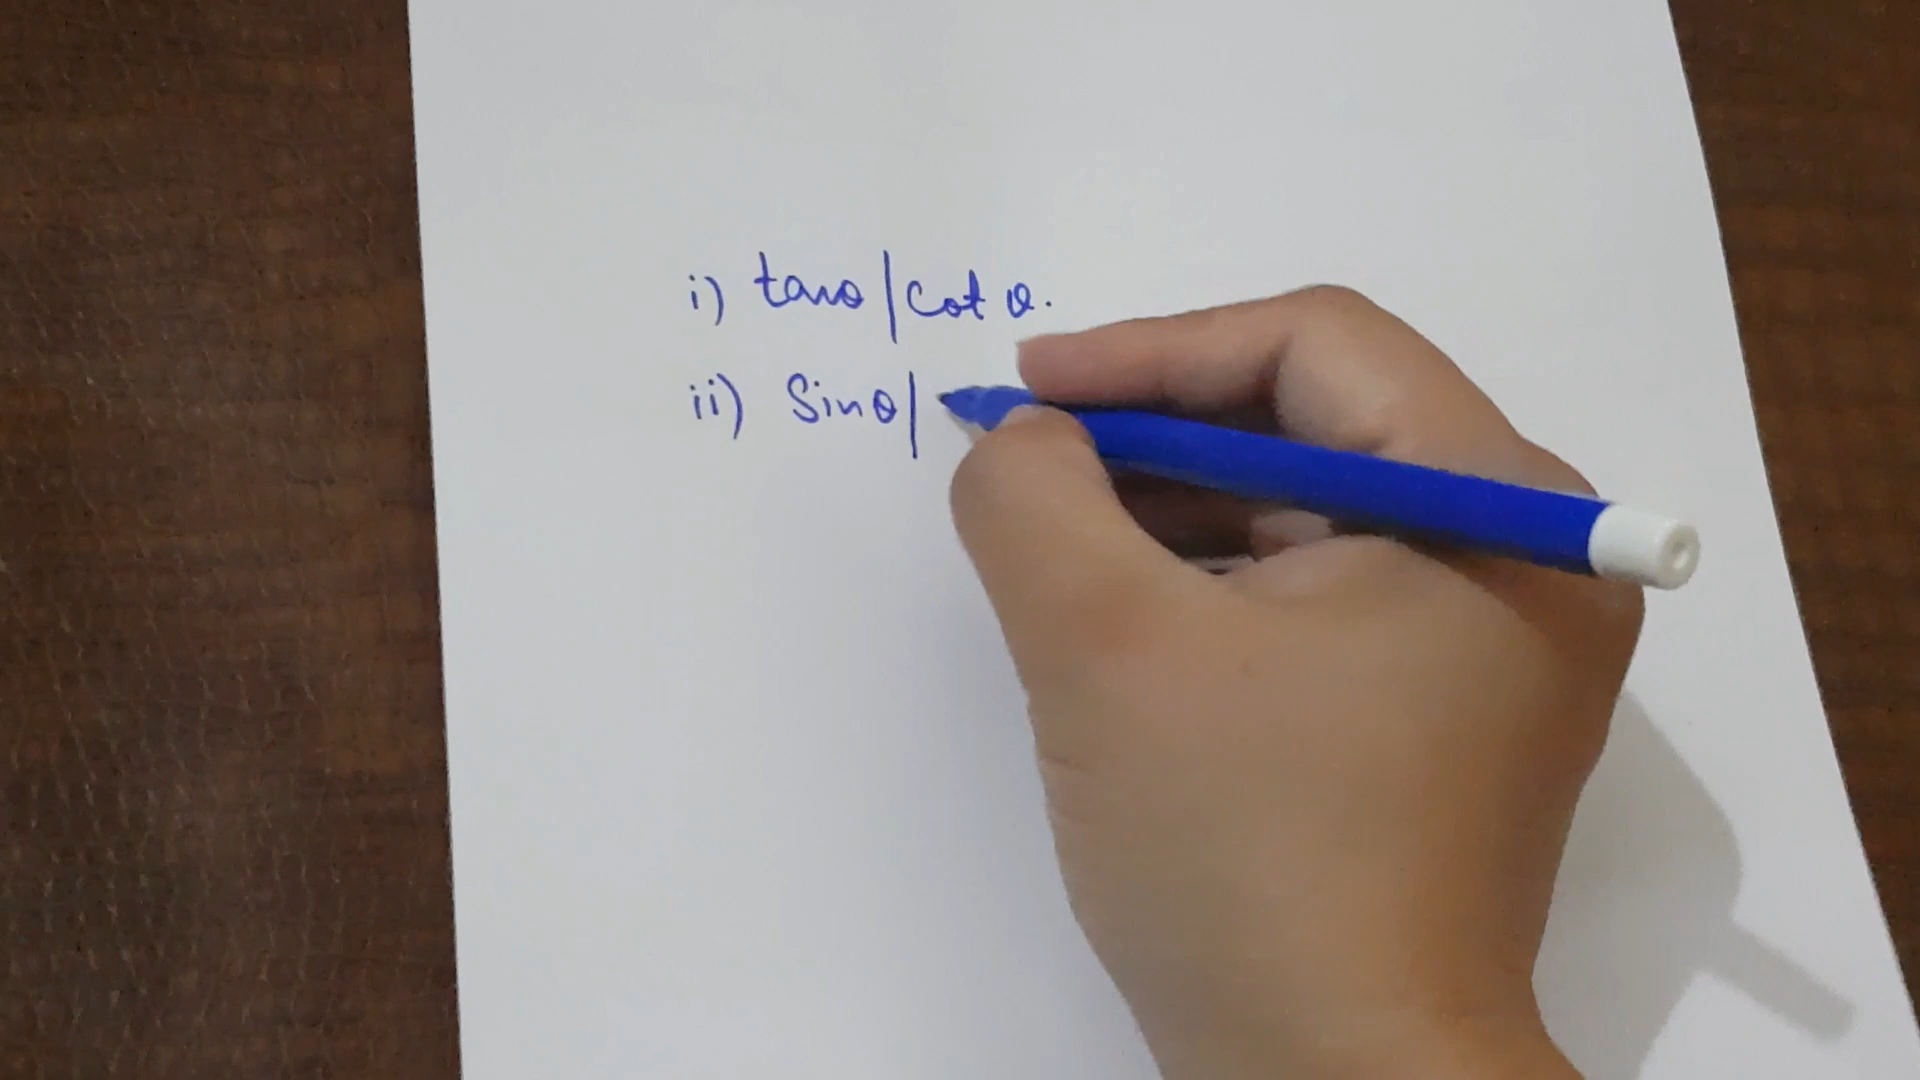 i) tanθ | cot θ.
ii) Sinθ |